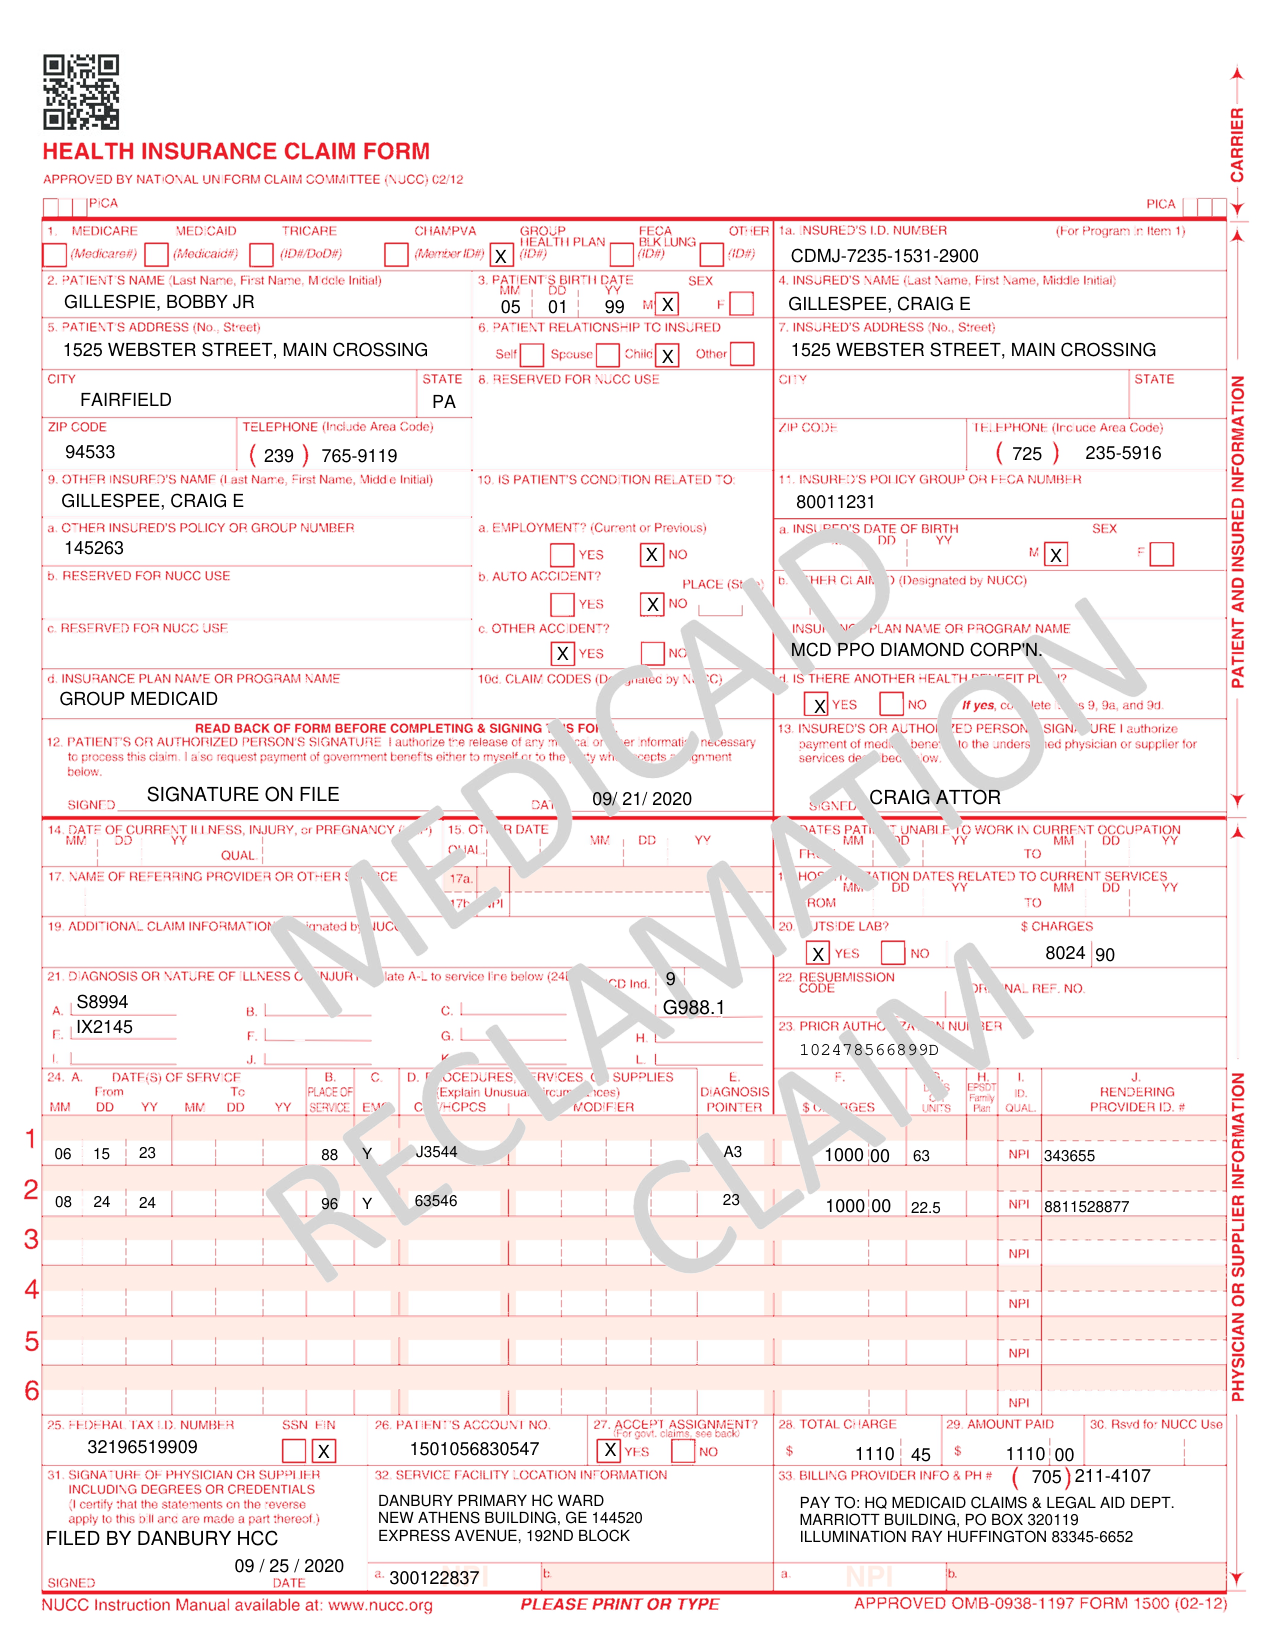 HEALTH INSURANCE CLAIM FORM
APPROVED BY NATIONAL UNIFORM CLAIM COMMITTEE (NUCC) 02/12
PICA PICA
CARRIER
1. MEDICARE MEDICAID TRICARE CHAMPVA GROUP HEALTH PLAN FECA BLK LUNG OTHER
(Medicare#) (Medicaid#) (ID#/DoD#) (Member ID#) X (ID#) (ID#) (ID#)
1a. INSURED'S I.D. NUMBER (For Program in Item 1)
CDMJ-7235-1531-2900
2. PATIENT'S NAME (Last Name, First Name, Middle Initial)
GILLESPIE, BOBBY JR
3. PATIENT'S BIRTH DATE SEX
MM DD YY
05 01 99 M X F
4. INSURED'S NAME (Last Name, First Name, Middle Initial)
GILLESPEE, CRAIG E
5. PATIENT'S ADDRESS (No., Street)
1525 WEBSTER STREET, MAIN CROSSING
6. PATIENT RELATIONSHIP TO INSURED
Self Spouse Child X Other
7. INSURED'S ADDRESS (No., Street)
1525 WEBSTER STREET, MAIN CROSSING
CITY STATE
FAIRFIELD PA
8. RESERVED FOR NUCC USE
CITY STATE
ZIP CODE TELEPHONE (Include Area Code)
94533 ( 239 ) 765-9119
ZIP CODE TELEPHONE (Include Area Code)
( 725 ) 235-5916
9. OTHER INSURED'S NAME (Last Name, First Name, Middle Initial)
GILLESPEE, CRAIG E
10. IS PATIENT'S CONDITION RELATED TO:
11. INSURED'S POLICY GROUP OR FECA NUMBER
80011231
a. OTHER INSURED'S POLICY OR GROUP NUMBER
145263
a. EMPLOYMENT? (Current or Previous)
YES X NO
a. INSURED'S DATE OF BIRTH SEX
DD YY M X F
b. RESERVED FOR NUCC USE
b. AUTO ACCIDENT? PLACE (State)
YES X NO
b. OTHER CLAIM ID (Designated by NUCC)
c. RESERVED FOR NUCC USE
c. OTHER ACCIDENT?
X YES NO
INSURANCE PLAN NAME OR PROGRAM NAME
MCD PPO DIAMOND CORP'N.
d. INSURANCE PLAN NAME OR PROGRAM NAME
GROUP MEDICAID
10d. CLAIM CODES (Designated by NUCC)
d. IS THERE ANOTHER HEALTH BENEFIT PLAN?
X YES NO If yes, complete items 9, 9a, and 9d.
READ BACK OF FORM BEFORE COMPLETING & SIGNING THIS FORM.
12. PATIENT'S OR AUTHORIZED PERSON'S SIGNATURE I authorize the release of any medical or other information necessary
to process this claim. I also request payment of government benefits either to myself or to the party who accepts assignment
below.
SIGNED SIGNATURE ON FILE DATE 09/ 21/ 2020
13. INSURED'S OR AUTHORIZED PERSON'S SIGNATURE I authorize
payment of medical benefits to the undersigned physician or supplier for
services described below.
SIGNED CRAIG ATTOR
PATIENT AND INSURED INFORMATION
14. DATE OF CURRENT ILLNESS, INJURY, or PREGNANCY (LMP)
MM DD YY QUAL.
15. OTHER DATE
QUAL. MM DD YY
DATES PATIENT UNABLE TO WORK IN CURRENT OCCUPATION
FROM MM DD YY TO MM DD YY
17. NAME OF REFERRING PROVIDER OR OTHER SOURCE
17a.
17b. NPI
HOSPITALIZATION DATES RELATED TO CURRENT SERVICES
FROM MM DD YY TO MM DD YY
19. ADDITIONAL CLAIM INFORMATION (Designated by NUCC)
20. OUTSIDE LAB? $ CHARGES
X YES NO 8024 90
21. DIAGNOSIS OR NATURE OF ILLNESS OR INJURY Relate A-L to service line below (24E) ICD Ind. 9
A. S8994 B. C. G988.1
E. IX2145 F. G. H.
I. J. K. L.
22. RESUBMISSION CODE ORIGINAL REF. NO.
23. PRIOR AUTHORIZATION NUMBER
102478566899D
24. A. DATE(S) OF SERVICE B. C. D. PROCEDURES, SERVICES, OR SUPPLIES E. F. G. H. I. J.
From To PLACE OF (Explain Unusual Circumstances) DIAGNOSIS DAYS OR EPSDT Family ID. RENDERING
MM DD YY MM DD YY SERVICE EMG CPT/HCPCS MODIFIER POINTER $ CHARGES UNITS Plan QUAL. PROVIDER ID. #
1 06 15 23 88 Y J3544 A3 1000 00 63 NPI 343655
2 08 24 24 96 Y 63546 23 1000 00 22.5 NPI 8811528877
3 NPI
4 NPI
5 NPI
6 NPI
25. FEDERAL TAX I.D. NUMBER SSN EIN
32196519909 X
26. PATIENT'S ACCOUNT NO.
1501056830547
27. ACCEPT ASSIGNMENT?
(For govt. claims, see back)
X YES NO
28. TOTAL CHARGE
$ 1110 45
29. AMOUNT PAID
$ 1110 00
30. Rsvd for NUCC Use
31. SIGNATURE OF PHYSICIAN OR SUPPLIER
INCLUDING DEGREES OR CREDENTIALS
(I certify that the statements on the reverse
apply to this bill and are made a part thereof.)
FILED BY DANBURY HCC
09 / 25 / 2020
SIGNED DATE
32. SERVICE FACILITY LOCATION INFORMATION
DANBURY PRIMARY HC WARD
NEW ATHENS BUILDING, GE 144520
EXPRESS AVENUE, 192ND BLOCK
a. 300122837 NPI b.
33. BILLING PROVIDER INFO & PH # ( 705 ) 211-4107
PAY TO: HQ MEDICAID CLAIMS & LEGAL AID DEPT.
MARRIOTT BUILDING, PO BOX 320119
ILLUMINATION RAY HUFFINGTON 83345-6652
a. NPI b.
PHYSICIAN OR SUPPLIER INFORMATION
NUCC Instruction Manual available at: www.nucc.org
PLEASE PRINT OR TYPE
APPROVED OMB-0938-1197 FORM 1500 (02-12)
MEDICAID
RECLAMATION
CLAIM